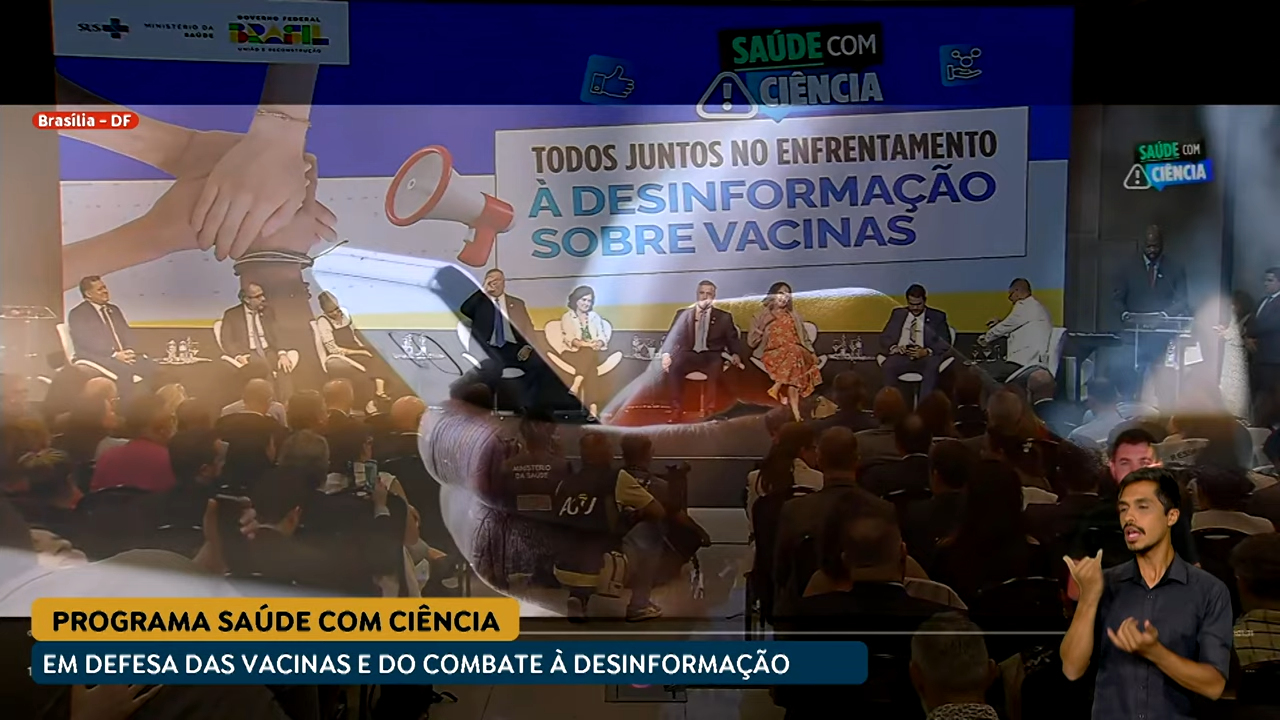 SUS
MINISTÉRIO DA
SAÚDE
GOVERNO FEDERAL
BRASIL
UNIÃO E RECONSTRUÇÃO
SAÚDE COM
CIÊNCIA
Brasília - DF
TODOS JUNTOS NO ENFRENTAMENTO
À DESINFORMAÇÃO
SOBRE VACINAS
SAÚDE COM
CIÊNCIA
MINISTÉRIO
DA SAÚDE
PROGRAMA SAÚDE COM CIÊNCIA
EM DEFESA DAS VACINAS E DO COMBATE À DESINFORMAÇÃO